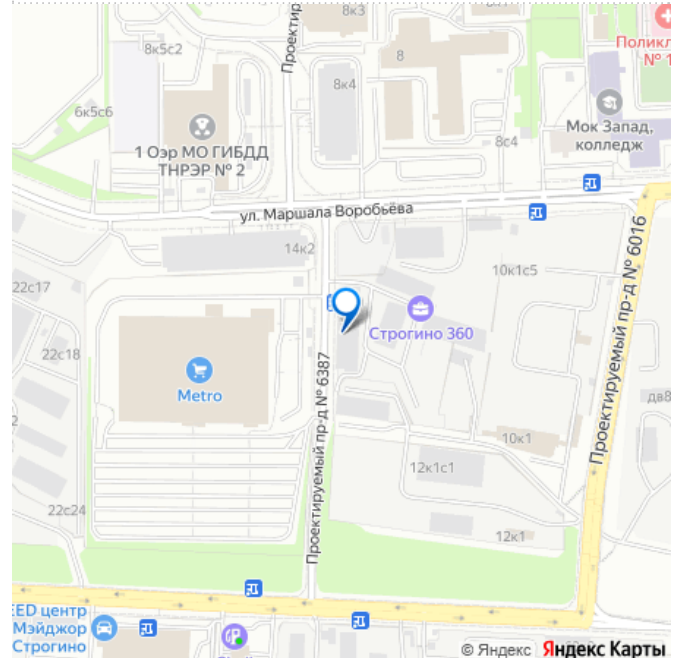 8к3
8к5с2
Проекти
8
Поликл
№ 1
8к4
6к5с6
1 Оэр МО ГИБДД
ТНРЭР № 2
8с4
Мок Запад,
колледж
ул. Маршала Воробьёва
14к2
10к1с5
Проектируемый пр-д № 6016
22с17
Строгино 360
22с18
Metro
Проектируемый пр-д № 6387
дв8
10к1
12к1с1
22с24
12к1
EED центр
Мэйджор
Строгино
© Яндекс Яндекс Карты